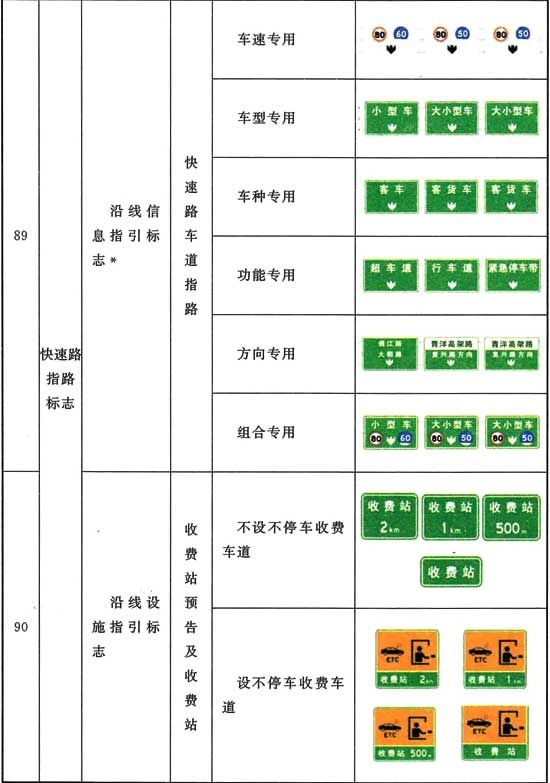 89
快速路
指路
标志
沿线信
息指引标
志*
快
速
路
车
道
指
路
车速专用
80 60
80 50
80 50
车型专用
小型车
大小型车
大小型车
车种专用
客车
客货车
客货车
功能专用
超车道
行车道
紧急停车带
方向专用
大明路
青洋高架路
复兴路方向
青洋高架路
复兴路方向
组合专用
小型车
80 60
大小型车
80 50
大小型车
80 50
90
沿线设
施指引标
志
收
费
站
预
告
及
收
费
站
不设不停车收费
车道
收费站
2km
收费站
1km
收费站
500m
收费站
设不停车收费车
道
ETC
收费站 2km
ETC
收费站 1km
ETC
收费站 500m
ETC
收费站